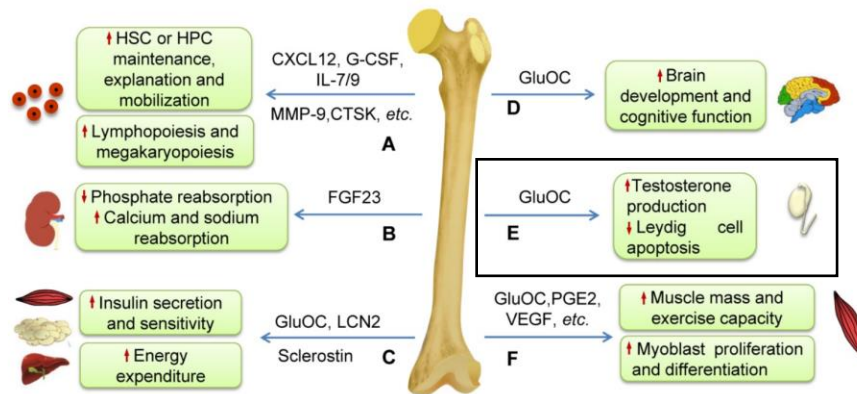 ↑HSC or HPC
maintenance,
explanation and
mobilization
↑Lymphopoiesis and
megakaryopoiesis
CXCL12, G-CSF,
IL-7/9
MMP-9,CTSK, etc.
A
↓Phosphate reabsorption
↑Calcium and sodium
reabsorption
FGF23
B
↑Insulin secretion
and sensitivity
↑Energy
expenditure
GluOC, LCN2
Sclerostin
C
GluOC
D
↑Brain
development and
cognitive function
GluOC
E
↑Testosterone
production
↓Leydig cell
apoptosis
GluOC,PGE2,
VEGF, etc.
F
↑Muscle mass and
exercise capacity
↑Myoblast proliferation
and differentiation